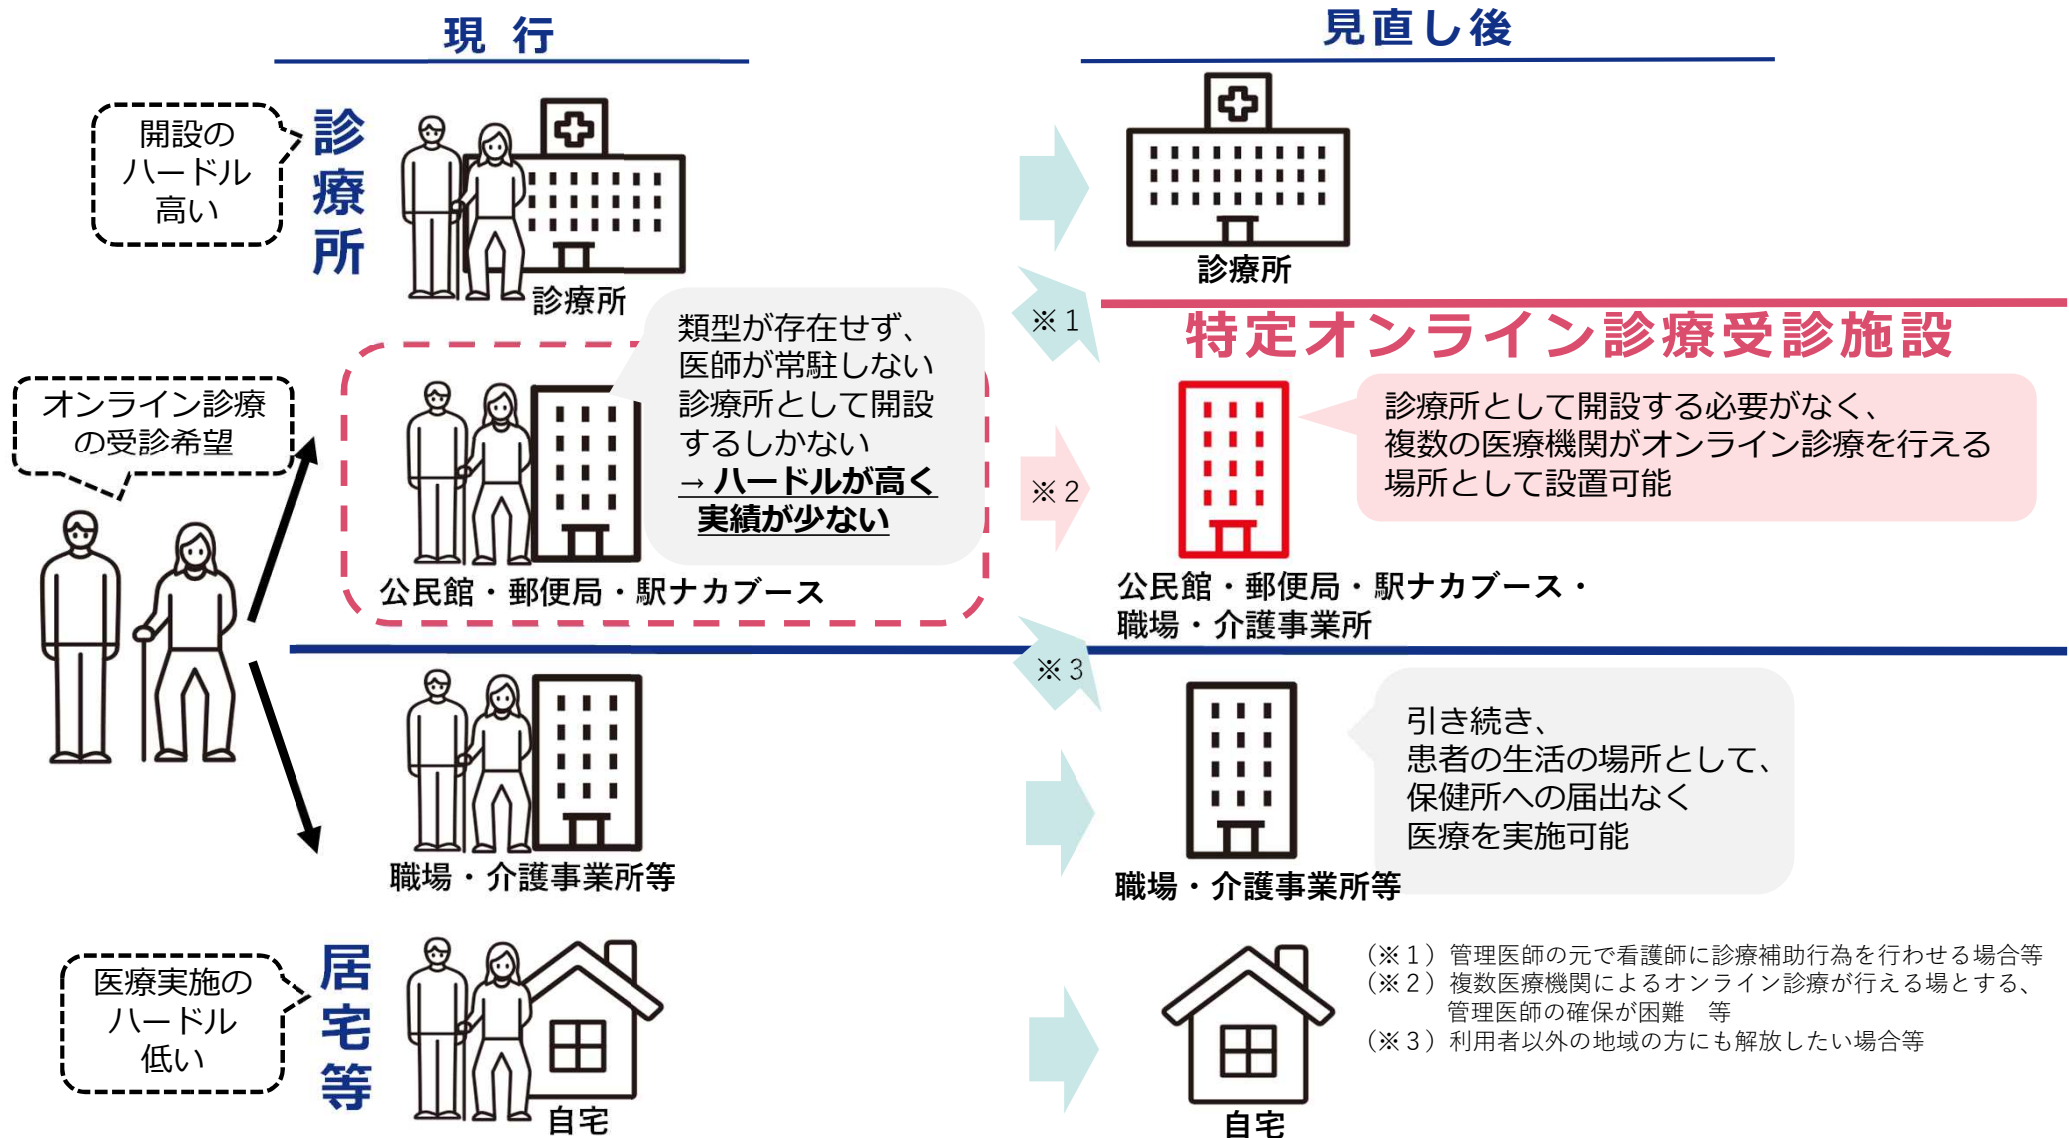 現 行
見直し後
開設の
ハードル
高い
診療所
診療所
診療所
類型が存在せず、
医師が常駐しない
診療所として開設
するしかない
→ ハードルが高く
実績が少ない
※1
特定オンライン診療受診施設
オンライン診療
の受診希望
公民館・郵便局・駅ナカブース
※2
診療所として開設する必要がなく、
複数の医療機関がオンライン診療を行える
場所として設置可能
公民館・郵便局・駅ナカブース・
職場・介護事業所
※3
職場・介護事業所等
引き続き、
患者の生活の場所として、
保健所への届出なく
医療を実施可能
職場・介護事業所等
医療実施の
ハードル
低い
居宅等
自宅
自宅
（※1）管理医師の元で看護師に診療補助行為を行わせる場合等
（※2）複数医療機関によるオンライン診療が行える場とする、
管理医師の確保が困難　等
（※3）利用者以外の地域の方にも解放したい場合等